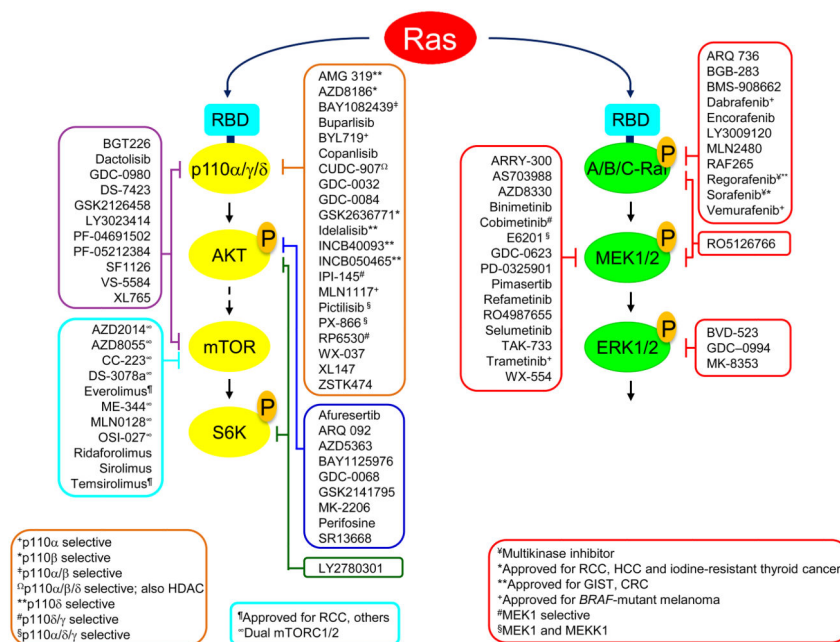 Ras
RBD
p110α/γ/δ
AKT
P
mTOR
S6K
P
BGT226
Dactolisib
GDC-0980
DS-7423
GSK2126458
LY3023414
PF-04691502
PF-05212384
SF1126
VS-5584
XL765
AZD2014∞
AZD8055∞
CC-223∞
DS-3078a∞
Everolimus¶
ME-344∞
MLN0128∞
OSI-027∞
Ridaforolimus
Sirolimus
Temsirolimus¶
AMG 319**
AZD8186*
BAY1082439ǂ
Buparlisib
BYL719+
Copanlisib
CUDC-907Ω
GDC-0032
GDC-0084
GSK2636771*
Idelalisib**
INCB40093**
INCB050465**
IPI-145#
MLN1117+
Pictilisib §
PX-866 §
RP6530#
WX-037
XL147
ZSTK474
Afuresertib
ARQ 092
AZD5363
BAY1125976
GDC-0068
GSK2141795
MK-2206
Perifosine
SR13668
LY2780301
RBD
A/B/C-Raf
P
MEK1/2
P
ERK1/2
P
ARRY-300
AS703988
AZD8330
Binimetinib
Cobimetinib#
E6201 §
GDC-0623
PD-0325901
Pimasertib
Refametinib
RO4987655
Selumetinib
TAK-733
Trametinib+
WX-554
ARQ 736
BGB-283
BMS-908662
Dabrafenib+
Encorafenib
LY3009120
MLN2480
RAF265
Regorafenib¥**
Sorafenib¥*
Vemurafenib+
RO5126766
BVD-523
GDC–0994
MK-8353
+p110α selective
*p110β selective
ǂp110α/β selective
Ωp110α/β/δ selective; also HDAC
**p110δ selective
#p110δ/γ selective
§p110α/δ/γ selective
¶Approved for RCC, others
∞Dual mTORC1/2
¥Multikinase inhibitor
*Approved for RCC, HCC and iodine-resistant thyroid cancer
**Approved for GIST, CRC
+Approved for BRAF-mutant melanoma
#MEK1 selective
§MEK1 and MEKK1